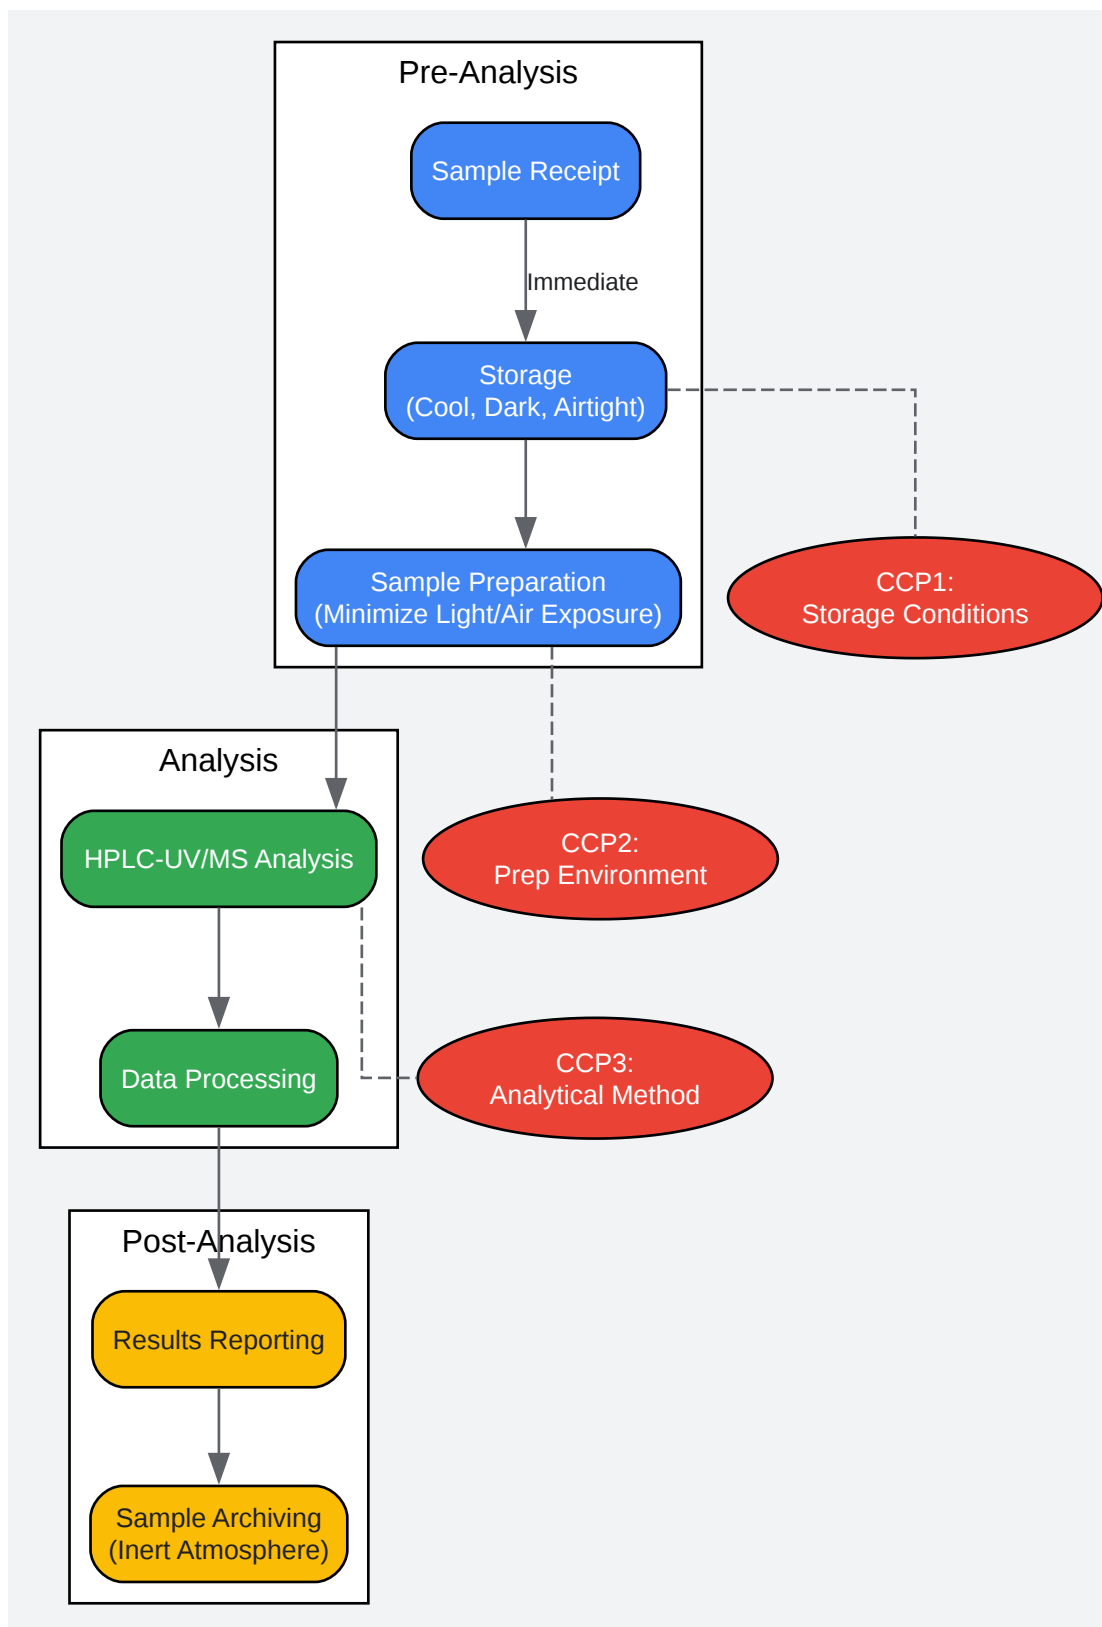 Pre-Analysis
Sample Receipt
Immediate
Storage
(Cool, Dark, Airtight)
Sample Preparation
(Minimize Light/Air Exposure)
CCP1:
Storage Conditions
Analysis
HPLC-UV/MS Analysis
CCP2:
Prep Environment
Data Processing
CCP3:
Analytical Method
Post-Analysis
Results Reporting
Sample Archiving
(Inert Atmosphere)